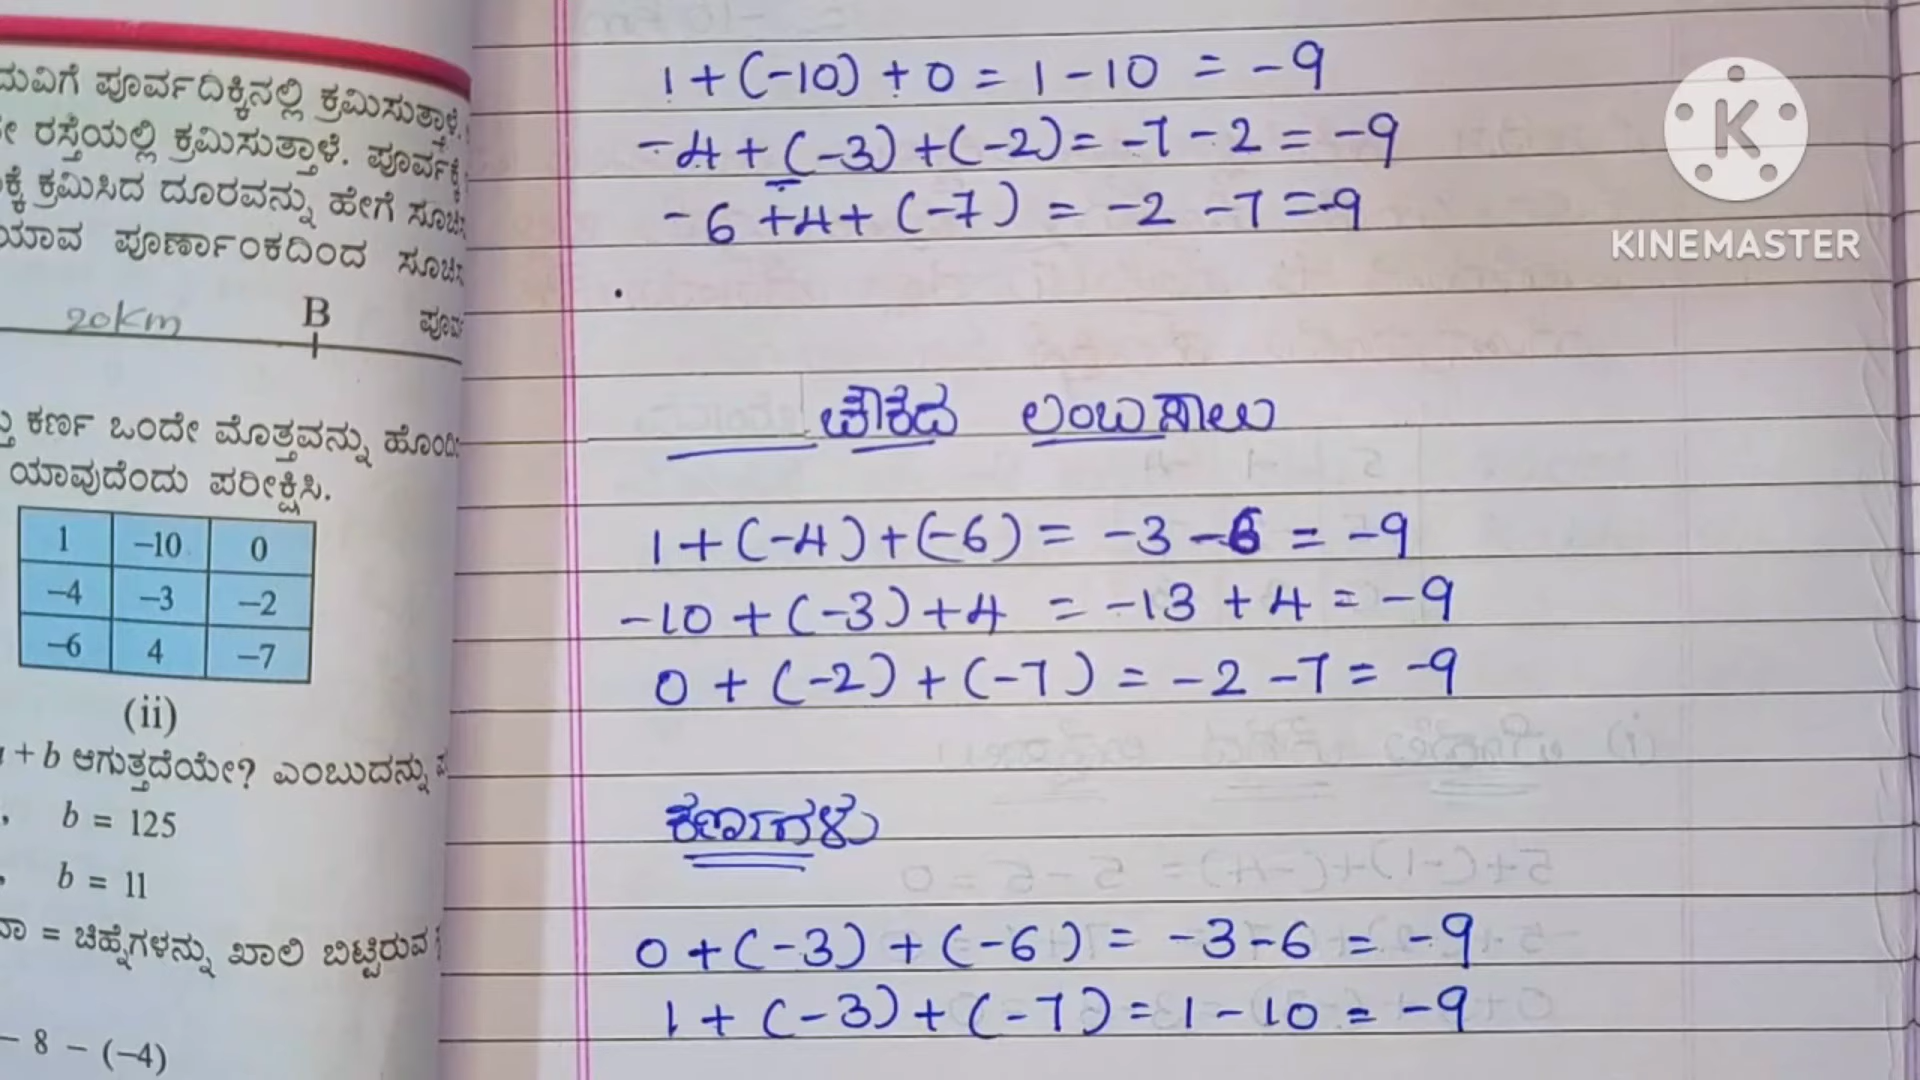 ಪೂರ್ವದಿಕ್ಕಿನಲ್ಲಿ ಕ್ರಮಿಸುತ್ತಾಳೆ.
ರಸ್ತೆಯಲ್ಲಿ ಕ್ರಮಿಸುತ್ತಾಳೆ. ಪೂರ್ವಕ್ಕೆ
ಕ್ರಮಿಸಿದ ದೂರವನ್ನು ಹೇಗೆ
ಯಾವ ಪೂರ್ಣಾಂಕದಿಂದ
20km B
ಕರ್ಣ ಒಂದೇ ಮೊತ್ತವನ್ನು
ಯಾವುದೆಂದು ಪರೀಕ್ಷಿಸಿ.
1 -10 0
-4 -3 -2
-6 4 -7
(ii)
+ b ಆಗುತ್ತದೆಯೇ? ಎಂಬುದನ್ನು
, b = 125
, b = 11
= ಚಿಹ್ನೆಗಳನ್ನು ಖಾಲಿ ಬಿಟ್ಟಿರುವ
- 8 - (-4)
1 + (-10) + 0 = 1 - 10 = -9
-4 + (-3) + (-2) = -7 - 2 = -9
-6 + 4 + (-7) = -2 - 7 = -9
ಚೌಕದ ಲಂಬಸಾಲು
1 + (-4) + (-6) = -3 - 6 = -9
-10 + (-3) + 4 = -13 + 4 = -9
0 + (-2) + (-7) = -2 - 7 = -9
ಕರ್ಣಗಳು
0 + (-3) + (-6) = -3 - 6 = -9
1 + (-3) + (-7) = 1 - 10 = -9
K
KINEMASTER